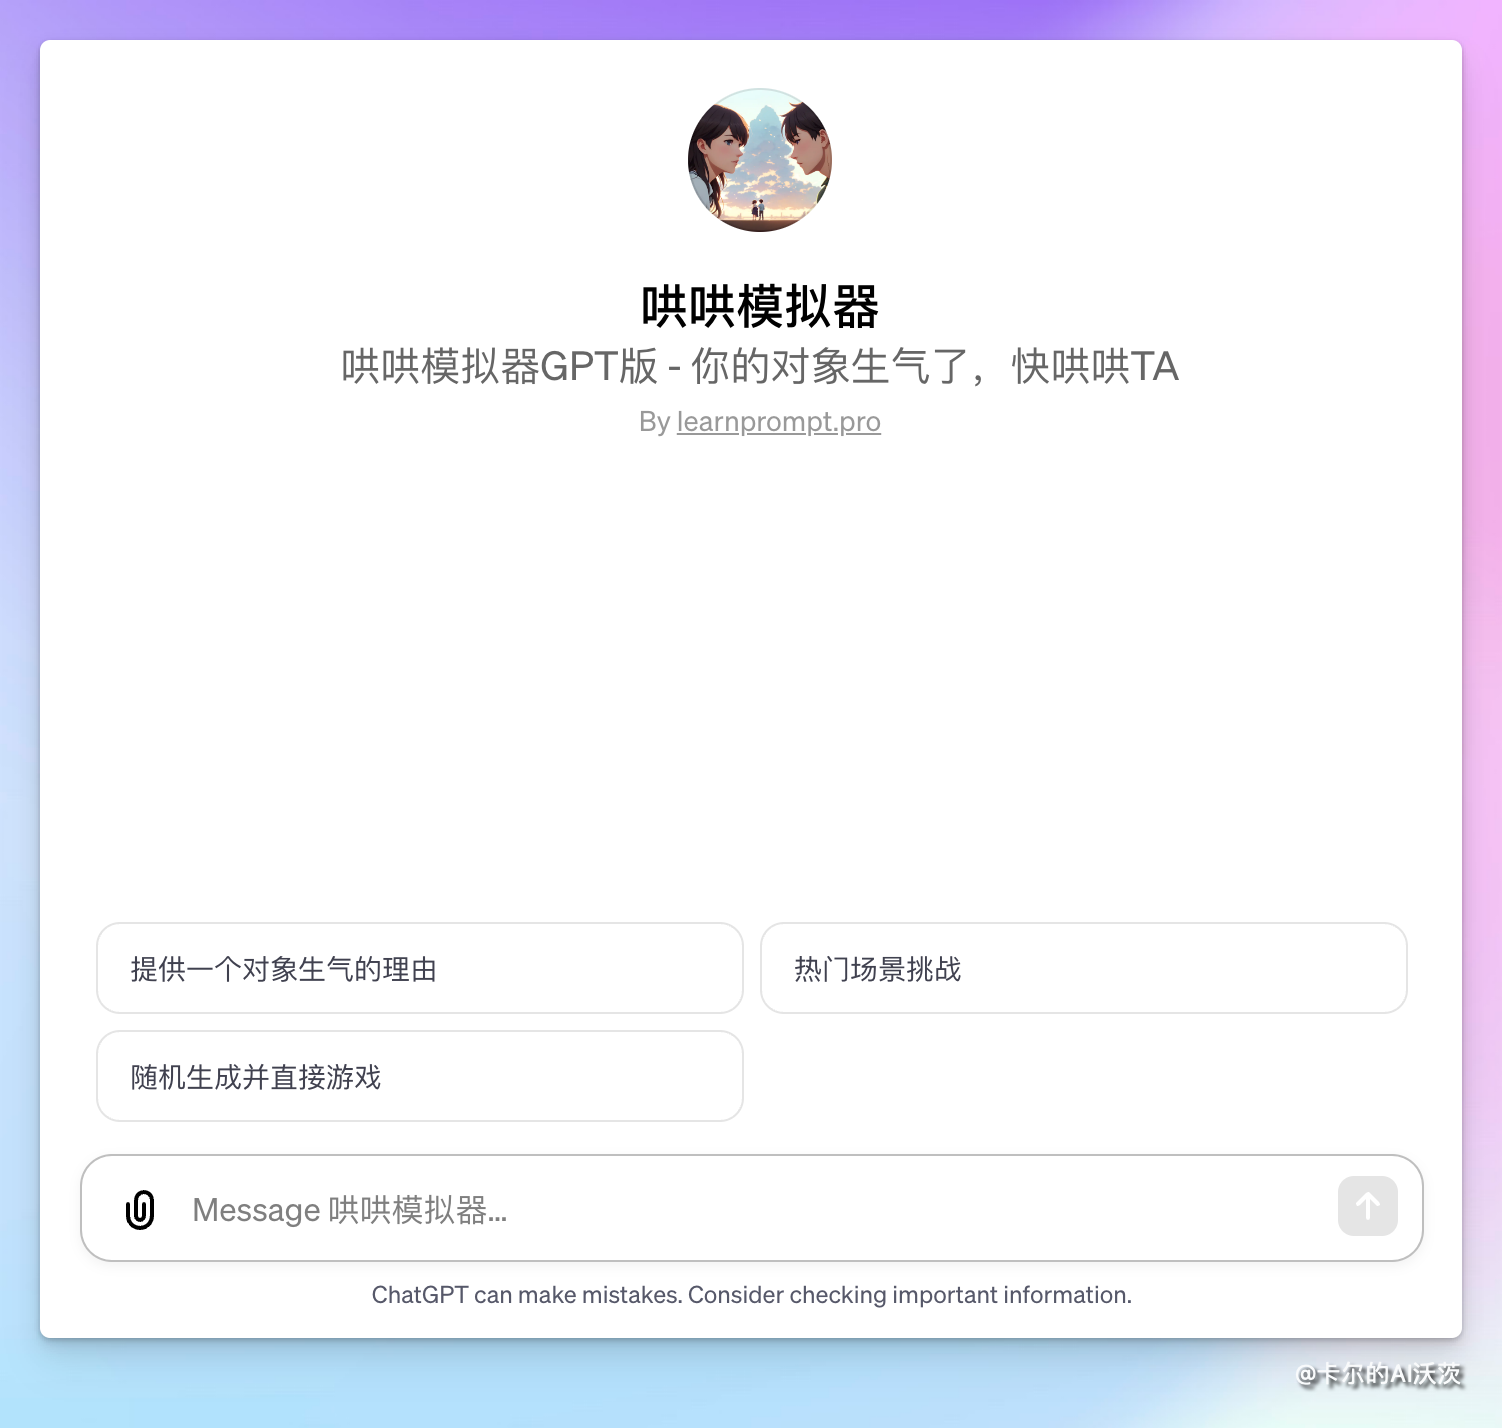 哄哄模拟器
哄哄模拟器GPT版 - 你的对象生气了，快哄哄TA
By learnprompt.pro
提供一个对象生气的理由
热门场景挑战
随机生成并直接游戏
Message 哄哄模拟器...
ChatGPT can make mistakes. Consider checking important information.
@卡尔的AI沃茨